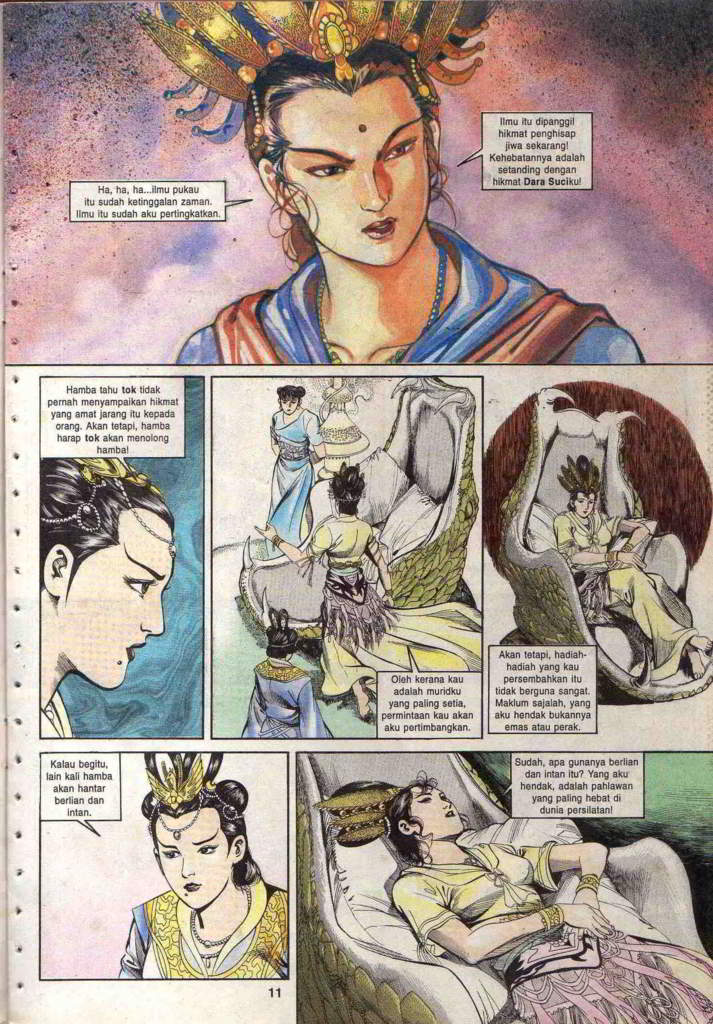 Ha, ha, ha...ilmu pukau
itu sudah ketinggalan zaman.
Ilmu itu sudah aku pertingkatkan.
Ilmu itu dipanggil
hikmat penghisap
jiwa sekarang!
Kehebatannya adalah
setanding dengan
hikmat Dara Suciku!
Hamba tahu tok tidak
pernah menyampaikan hikmat
yang amat jarang itu kepada
orang. Akan tetapi, hamba
harap tok akan menolong
hamba!
Oleh kerana kau
adalah muridku
yang paling setia,
permintaan kau akan
aku pertimbangkan.
Akan tetapi, hadiah-
hadiah yang kau
persembahkan itu
tidak berguna sangat.
Maklum sajalah, yang
aku hendak bukannya
emas atau perak.
Kalau begitu,
lain kali hamba
akan hantar
berlian dan
intan.
Sudah, apa gunanya berlian
dan intan itu? Yang aku
hendak, adalah pahlawan
yang paling hebat di
dunia persilatan!
11